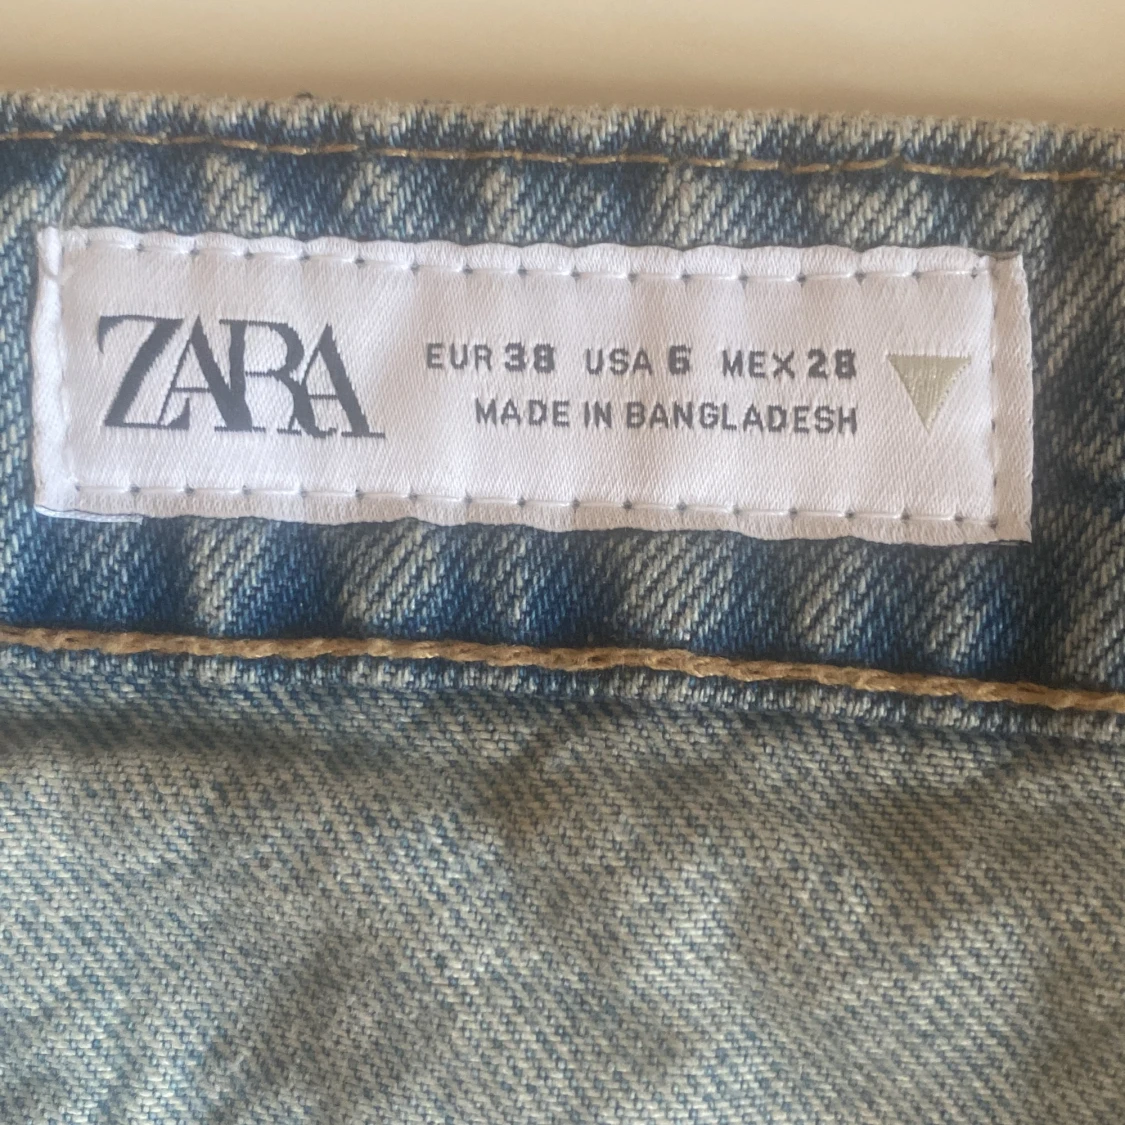 ZARA
EUR 38 USA 6 MEX 28
MADE IN BANGLADESH